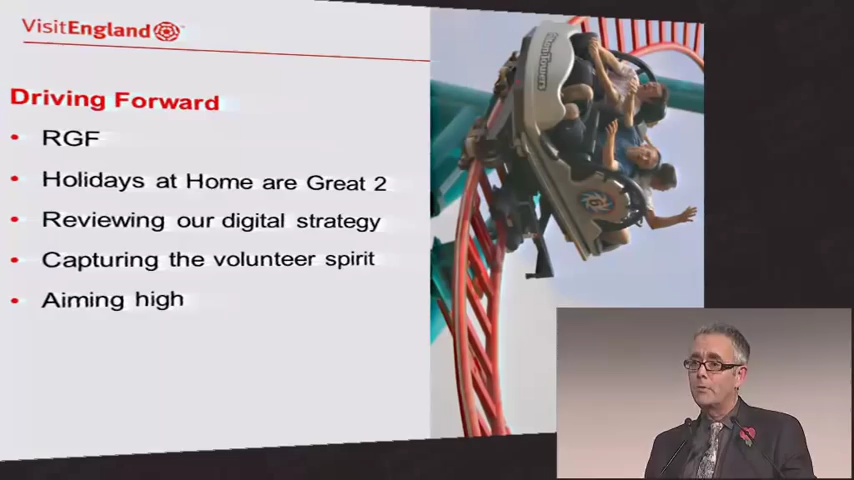 VisitEngland
Driving Forward
• RGF
• Holidays at Home are Great 2
• Reviewing our digital strategy
• Capturing the volunteer spirit
• Aiming high